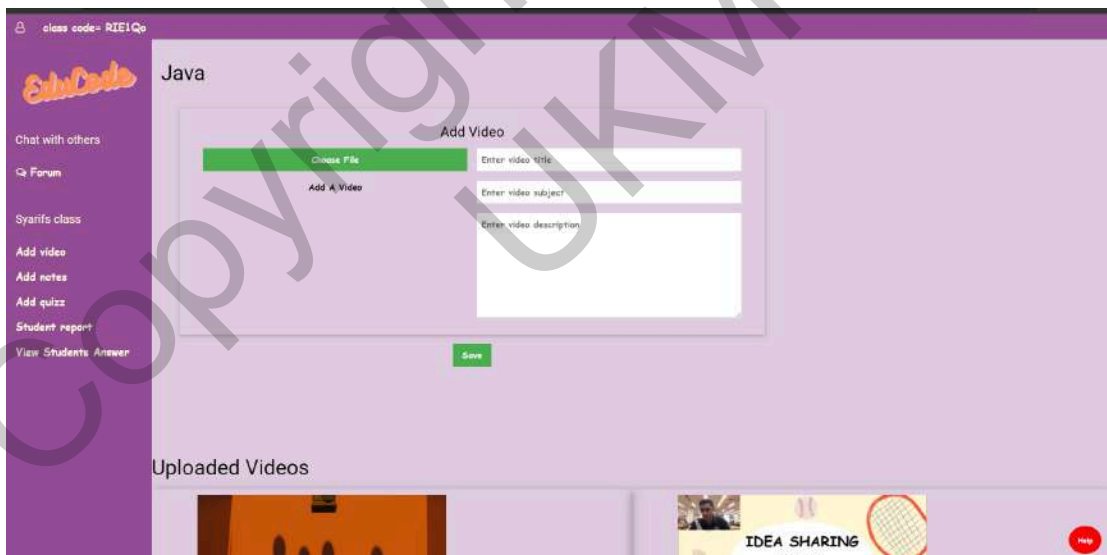 class code= RIE1Qo
EduCode
Java
Chat with others
Forum
Syarifs class
Add video
Add notes
Add quizz
Student report
View Students Answer
Add Video
Choose File
Add A Video
Enter video title
Enter video subject
Enter video description
Save
Uploaded Videos
IDEA SHARING
Help
Copyright
UKM